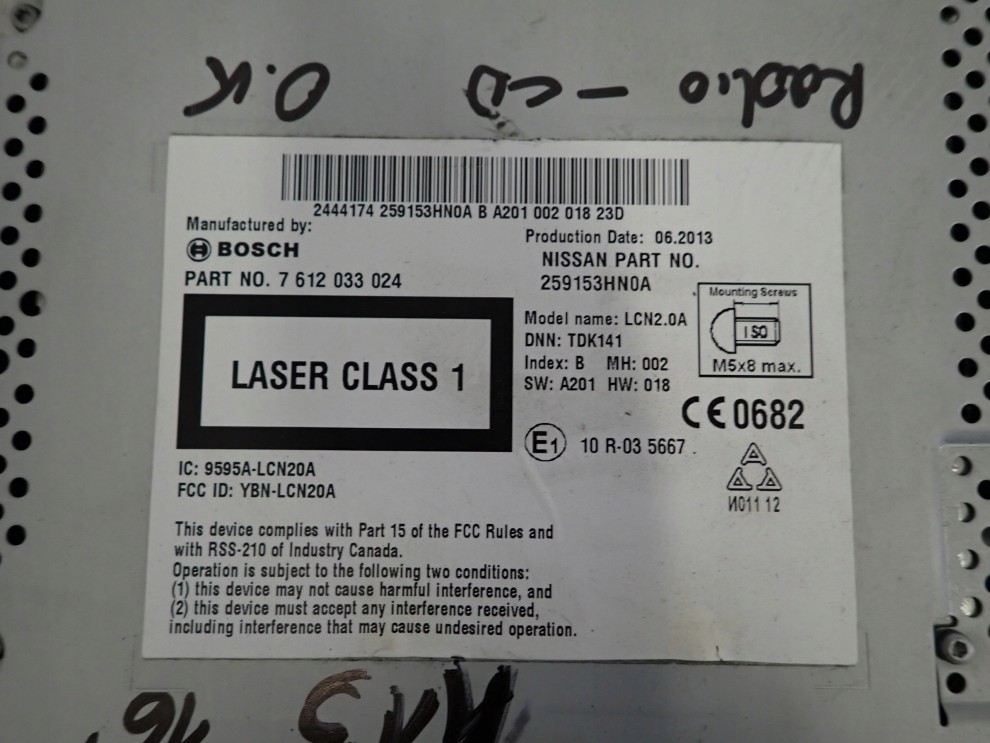 Radio - CD O.K
2444174 259153HN0A B A201 002 018 23D
Manufactured by:
BOSCH
PART NO. 7 612 033 024
LASER CLASS 1
Production Date: 06.2013
NISSAN PART NO.
259153HN0A
Model name: LCN2.0A
DNN: TDK141
Index: B MH: 002
SW: A201 HW: 018
Mounting Screws
ISO
M5x8 max.
CE 0682
E1 10 R-03 5667
И011 12
IC: 9595A-LCN20A
FCC ID: YBN-LCN20A
This device complies with Part 15 of the FCC Rules and
with RSS-210 of Industry Canada.
Operation is subject to the following two conditions:
(1) this device may not cause harmful interference, and
(2) this device must accept any interference received,
including interference that may cause undesired operation.